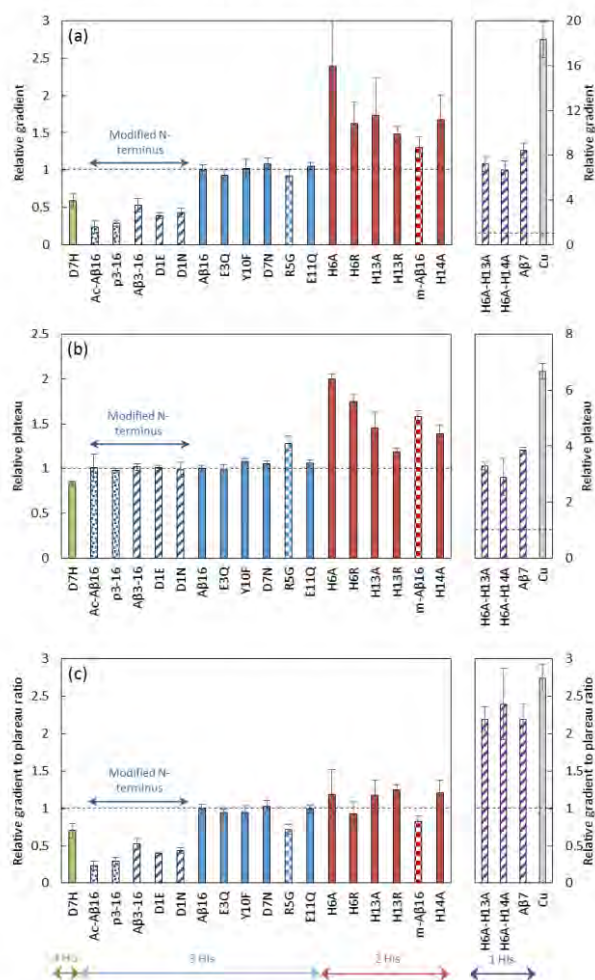 (a)
Relative gradient
3
2.5
2
1.5
1
0.5
0
Modified N-
terminus
20
16
12
8
4
0
Relative gradient
D7H
Ac-Aβ16
p3-16
Aβ3-16
D1E
D1N
Aβ16
E3Q
Y10F
D7N
R5G
E11Q
H6A
H6R
H13A
H13R
m-Aβ16
H14A
H6A-H13A
H6A-H14A
Aβ7
Cu
(b)
Relative plateau
2.5
2
1.5
1
0.5
0
Modified N-
terminus
8
6
4
2
0
Relative plateau
D7H
Ac-Aβ16
p3-16
Aβ3-16
D1E
D1N
Aβ16
E3Q
Y10F
D7N
R5G
E11Q
H6A
H6R
H13A
H13R
m-Aβ16
H14A
H6A-H13A
H6A-H14A
Aβ7
Cu
(c)
Relative gradient to plareau ratio
3
2.5
2
1.5
1
0.5
0
Modified N-
terminus
3
2.5
2
1.5
1
0.5
0
Relative gradient to plareau ratio
D7H
Ac-Aβ16
p3-16
Aβ3-16
D1E
D1N
Aβ16
E3Q
Y10F
D7N
R5G
E11Q
H6A
H6R
H13A
H13R
m-Aβ16
H14A
H6A-H13A
H6A-H14A
Aβ7
Cu
4 His
3 His
2 His
1 His